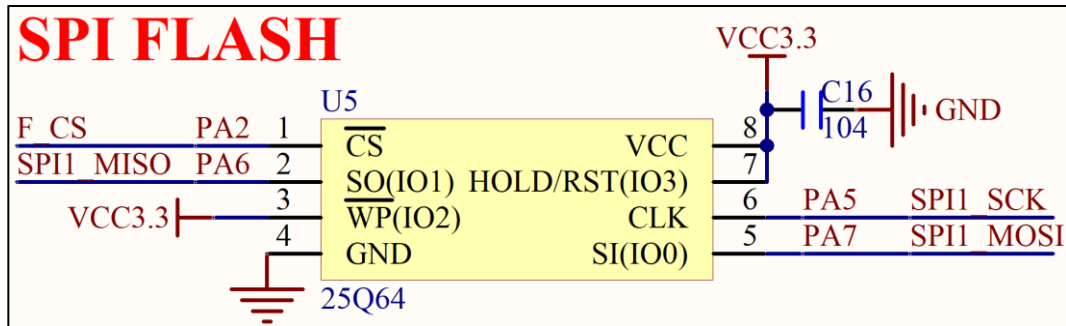 SPI FLASH
VCC3.3
U5
C16
GND
104
F_CS PA2 1 CS VCC 8
SPI1_MISO PA6 2 SO(IO1) HOLD/RST(IO3) 7
VCC3.3 3 WP(IO2) CLK 6 PA5 SPI1_SCK
4 GND SI(IO0) 5 PA7 SPI1_MOSI
25Q64